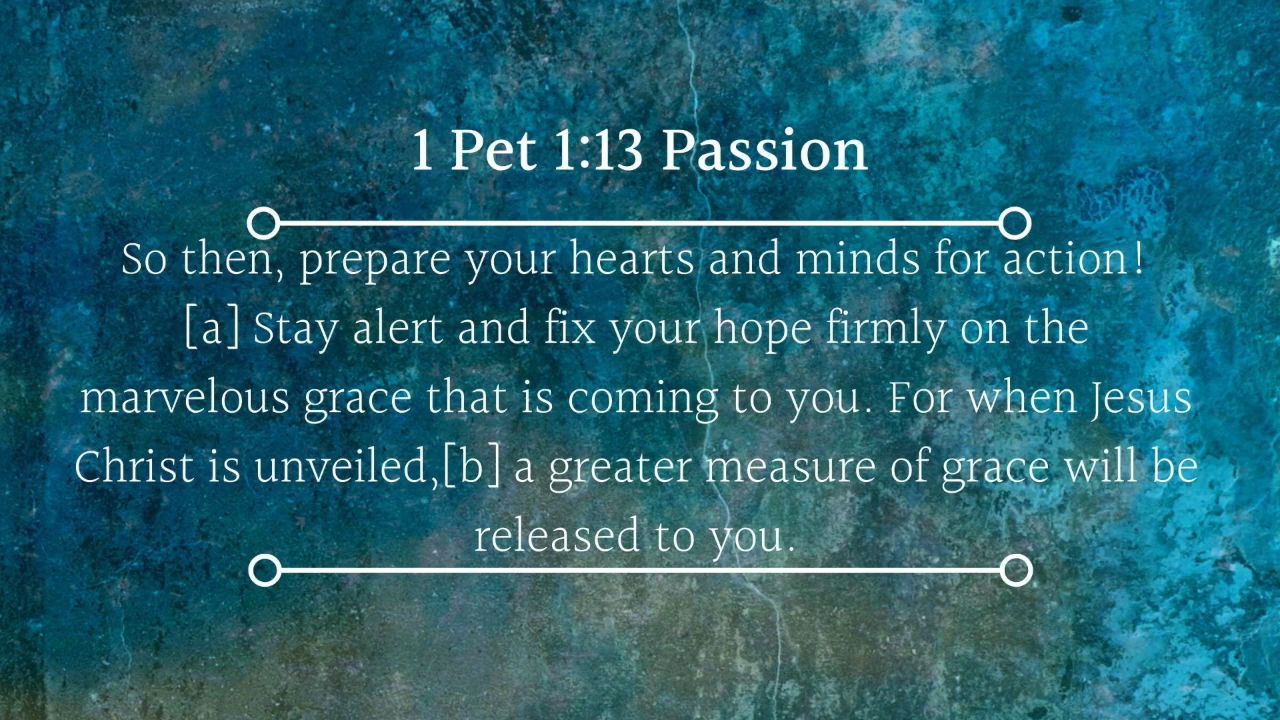 1 Pet 1:13 Passion
So then, prepare your hearts and minds for action!
[a] Stay alert and fix your hope firmly on the
marvelous grace that is coming to you. For when Jesus
Christ is unveiled,[b] a greater measure of grace will be
released to you.